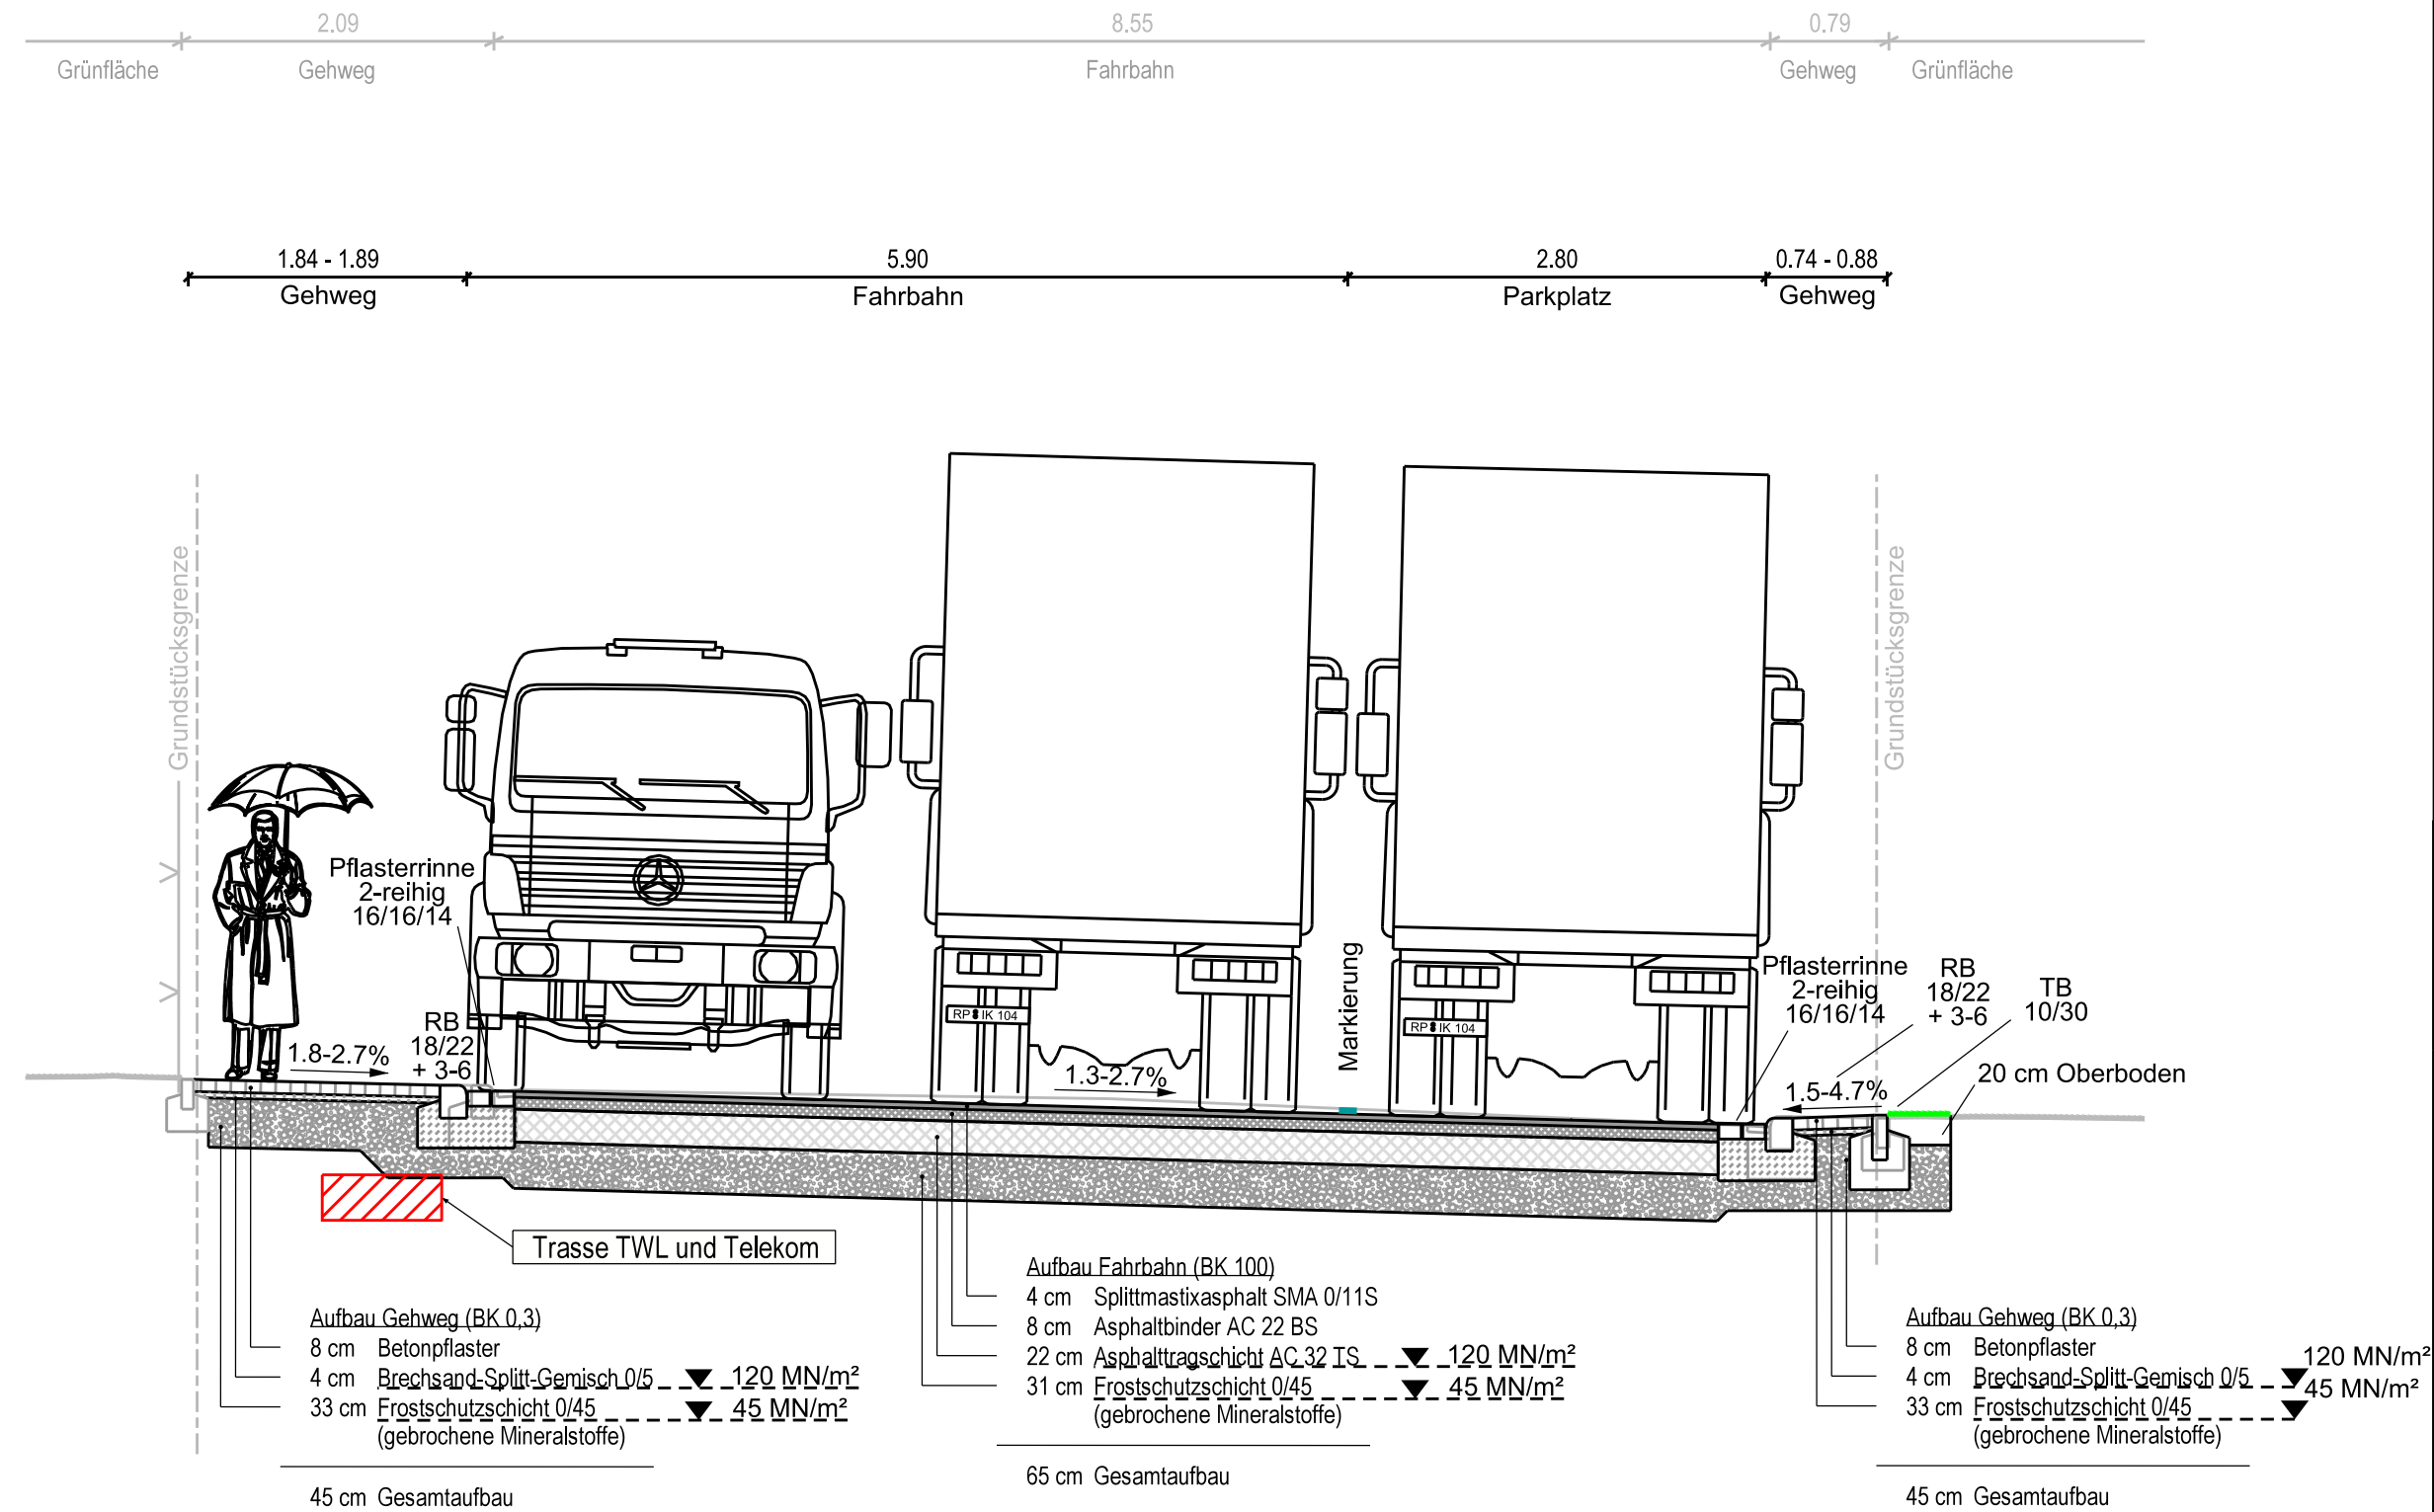 2.09
8.55
0.79
Grünfläche
Gehweg
Fahrbahn
Gehweg
Grünfläche
1.84 - 1.89
5.90
2.80
0.74 - 0.88
Gehweg
Fahrbahn
Parkplatz
Gehweg
Grundstücksgrenze
Grundstücksgrenze
Pflasterrinne
2-reihig
16/16/14
RB
18/22
+ 3-6
1.8-2.7%
RP IK 104
1.3-2.7%
Markierung
RP IK 104
Pflasterrinne
2-reihig
16/16/14
RB
18/22
+ 3-6
TB
10/30
1.5-4.7%
20 cm Oberboden
Trasse TWL und Telekom
Aufbau Gehweg (BK 0,3)
8 cm Betonpflaster
4 cm Brechsand-Splitt-Gemisch 0/5 120 MN/m²
33 cm Frostschutzschicht 0/45 45 MN/m²
(gebrochene Mineralstoffe)
45 cm Gesamtaufbau
Aufbau Fahrbahn (BK 100)
4 cm Splittmastixasphalt SMA 0/11S
8 cm Asphaltbinder AC 22 BS
22 cm Asphalttragschicht AC 32 TS 120 MN/m²
31 cm Frostschutzschicht 0/45 45 MN/m²
(gebrochene Mineralstoffe)
65 cm Gesamtaufbau
Aufbau Gehweg (BK 0,3)
8 cm Betonpflaster
4 cm Brechsand-Splitt-Gemisch 0/5 120 MN/m²
33 cm Frostschutzschicht 0/45 45 MN/m²
(gebrochene Mineralstoffe)
45 cm Gesamtaufbau